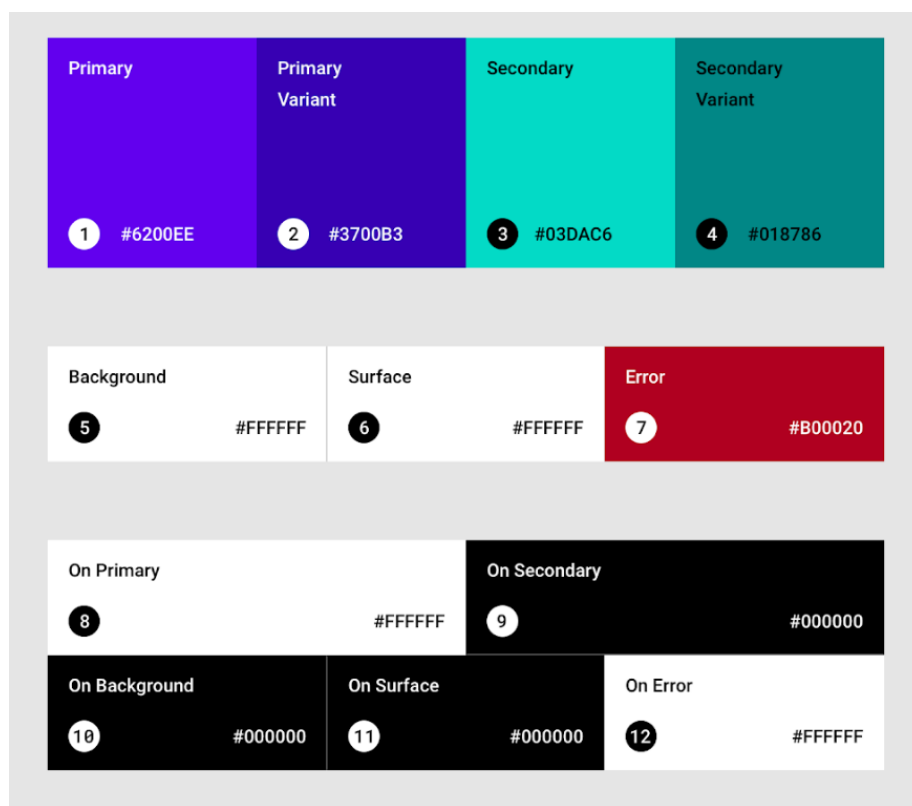 Primary
Primary
Variant
Secondary
Secondary
Variant
1 #6200EE
2 #3700B3
3 #03DAC6
4 #018786
Background
Surface
Error
5 #FFFFFF
6 #FFFFFF
7 #B00020
On Primary
On Secondary
8 #FFFFFF
9 #000000
On Background
On Surface
On Error
10 #000000
11 #000000
12 #FFFFFF